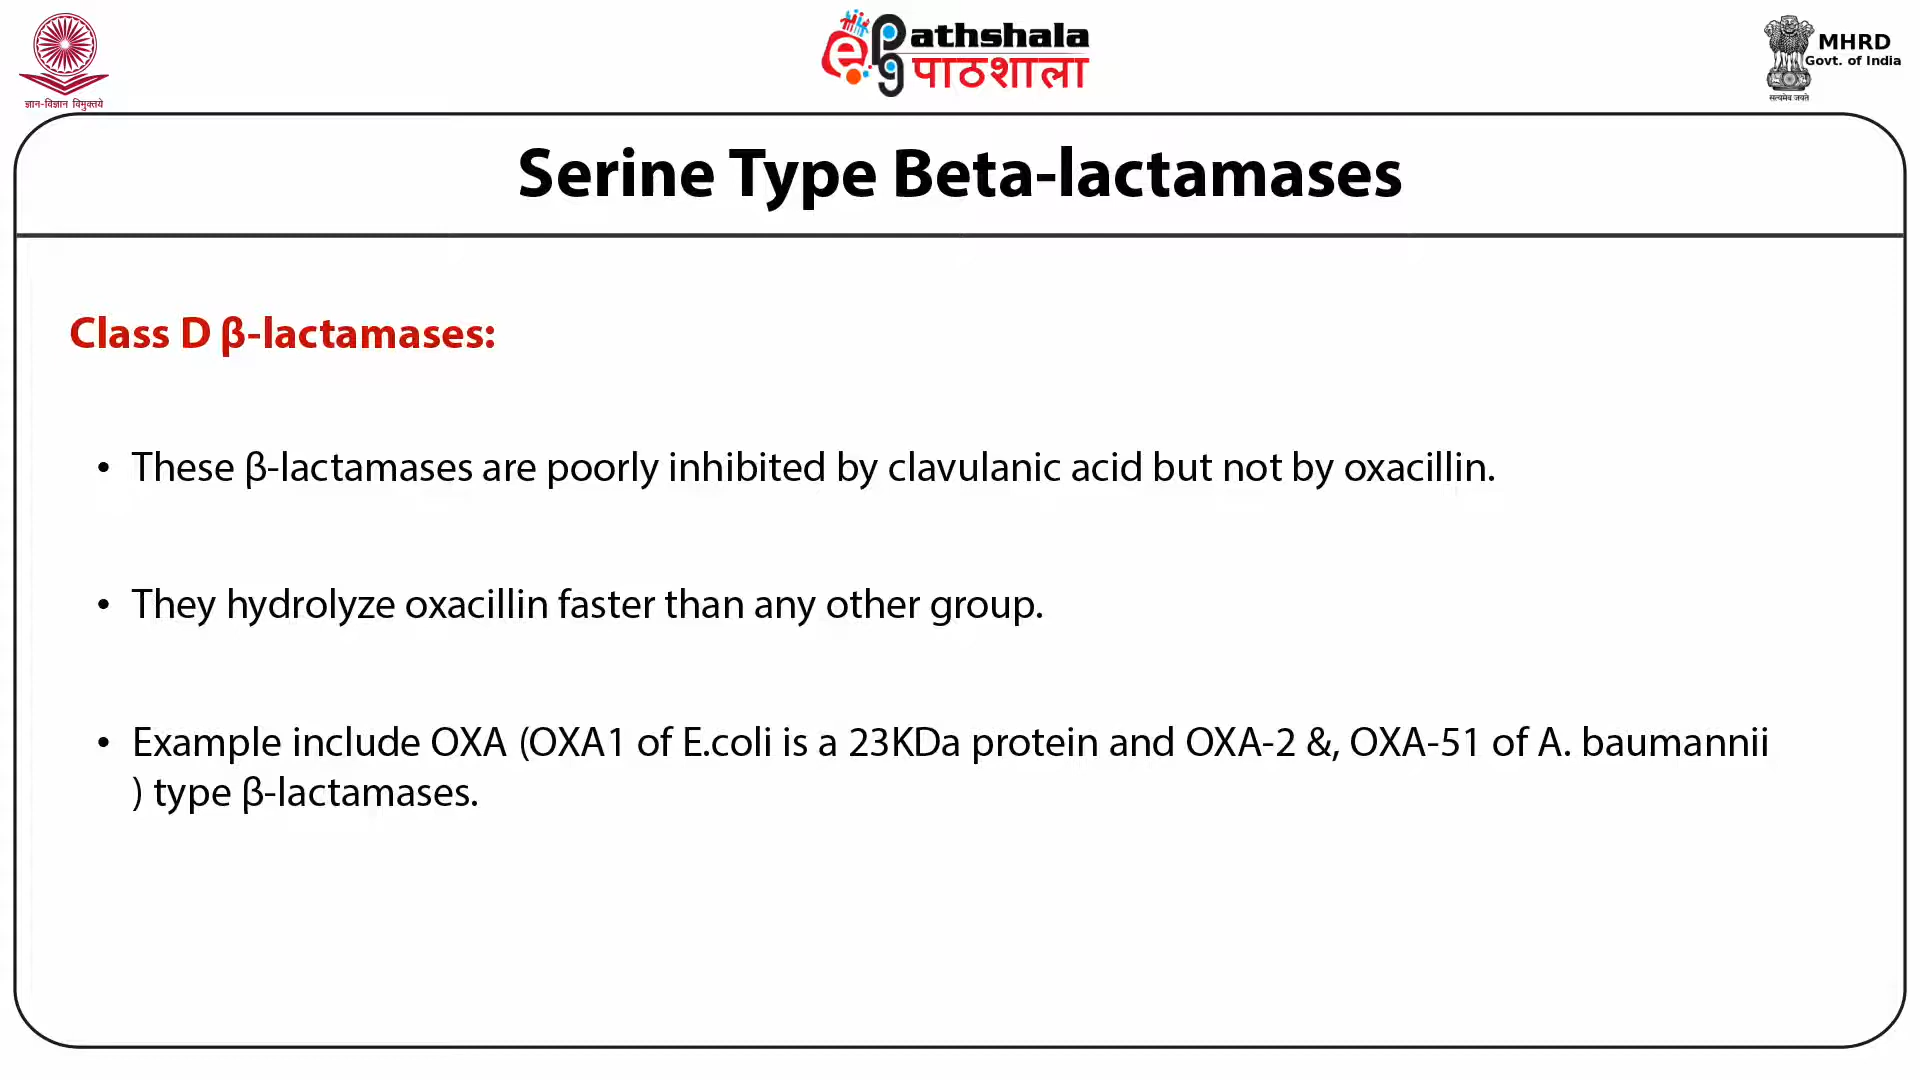 ज्ञान-विज्ञान विमुक्तये
ePathshala
पाठशाला
MHRD
Govt. of India
सत्यमेव जयते
Serine Type Beta-lactamases
Class D β-lactamases:
• These β-lactamases are poorly inhibited by clavulanic acid but not by oxacillin.
• They hydrolyze oxacillin faster than any other group.
• Example include OXA (OXA1 of E.coli is a 23KDa protein and OXA-2 &, OXA-51 of A. baumannii
) type β-lactamases.